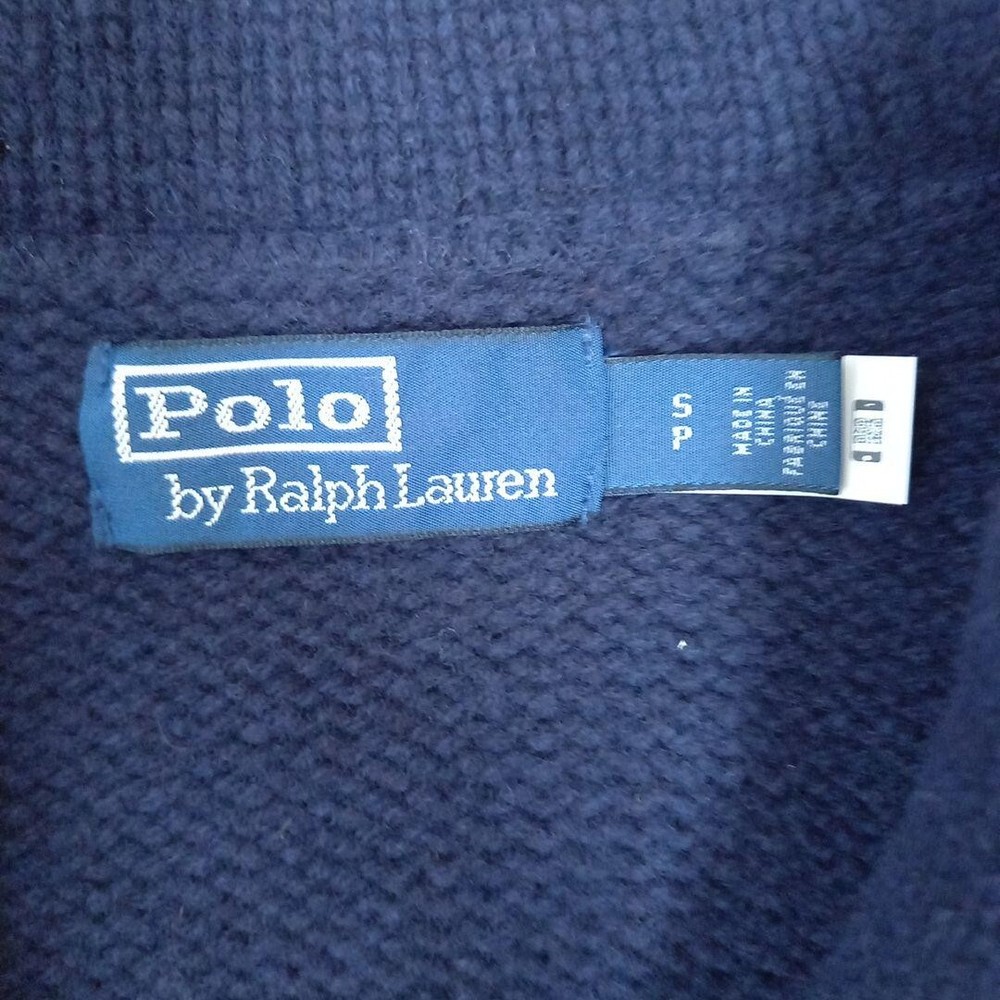 Polo
by Ralph Lauren
S
P
MADE IN
CHINA
FABRIQUÉ EN
CHINE